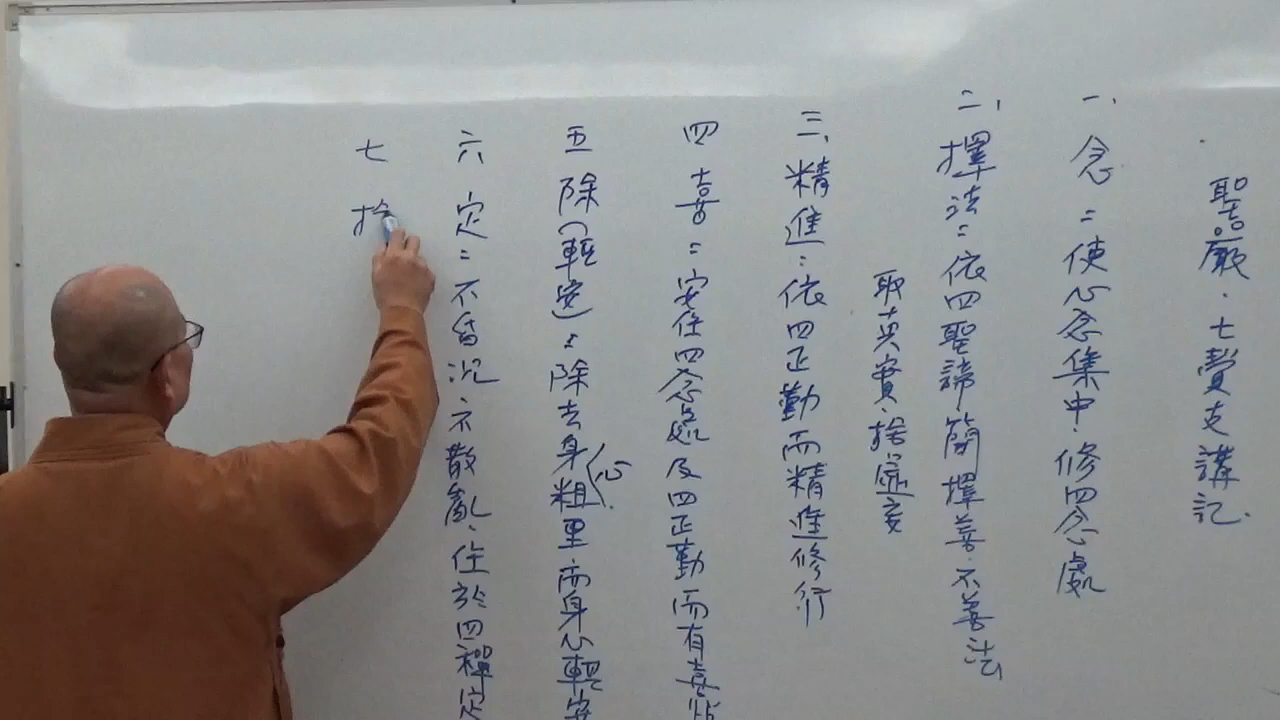 聖嚴·七覺支講記.
一、念：使心念集中·修四念處
二、擇法：依四聖諦·簡擇善·不善法
取真實·捨虛妄
三、精進：依四正勤而精進修行
四 喜：安住四念處及四正勤而有喜悅
五 除(輕安)：除去身心粗重·而身心輕安
六 定：不昏沉·不散亂·住於四禪定
七